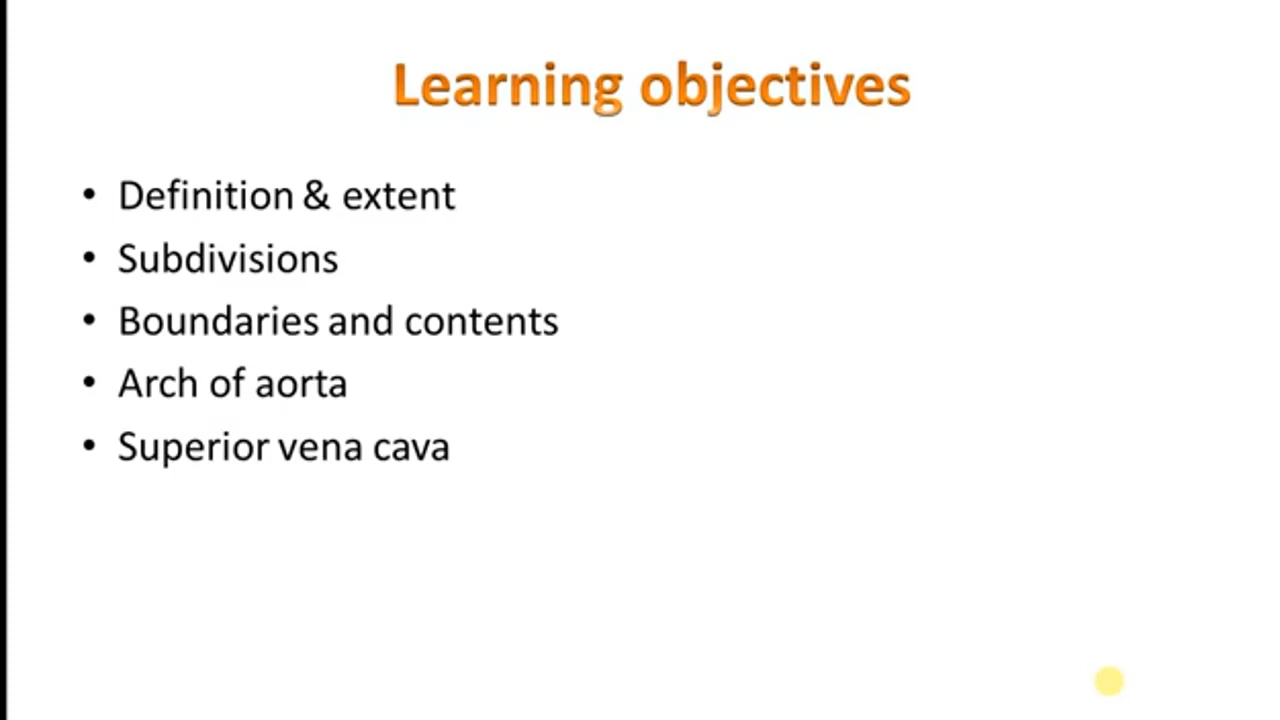 Learning objectives
• Definition & extent
• Subdivisions
• Boundaries and contents
• Arch of aorta
• Superior vena cava